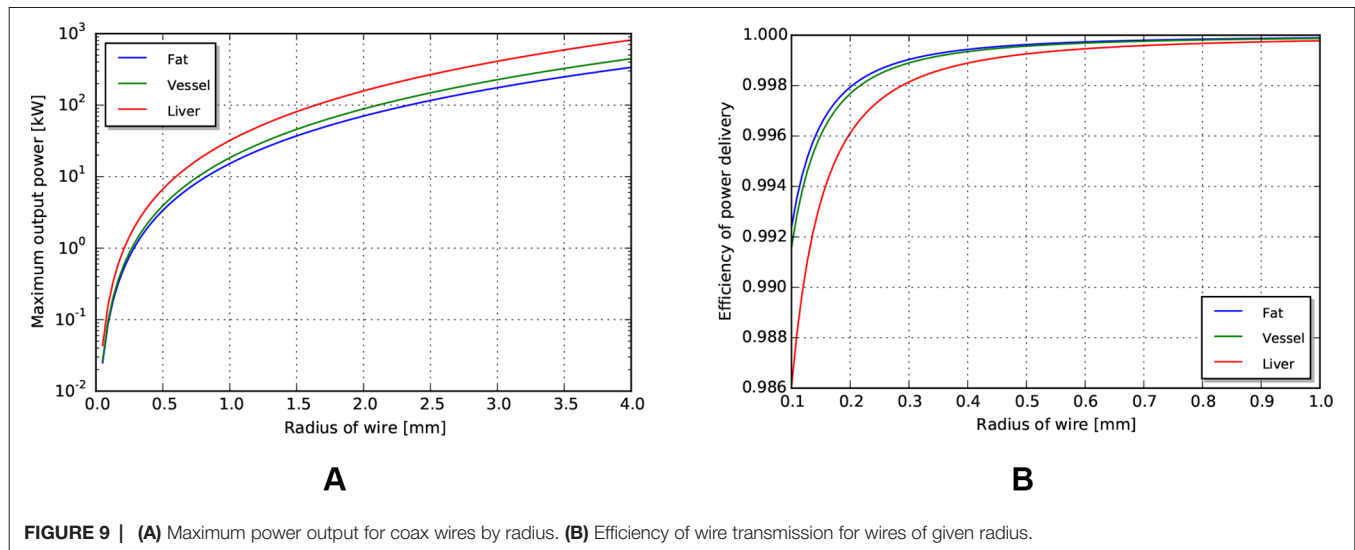 Maximum output power [kW]
10^3
10^2
10^1
10^0
10^-1
10^-2
Fat
Vessel
Liver
0.0 0.5 1.0 1.5 2.0 2.5 3.0 3.5 4.0
Radius of wire [mm]
A
Efficiency of power delivery
1.000
0.998
0.996
0.994
0.992
0.990
0.988
0.986
Fat
Vessel
Liver
0.1 0.2 0.3 0.4 0.5 0.6 0.7 0.8 0.9 1.0
Radius of wire [mm]
B
FIGURE 9 | (A) Maximum power output for coax wires by radius. (B) Efficiency of wire transmission for wires of given radius.